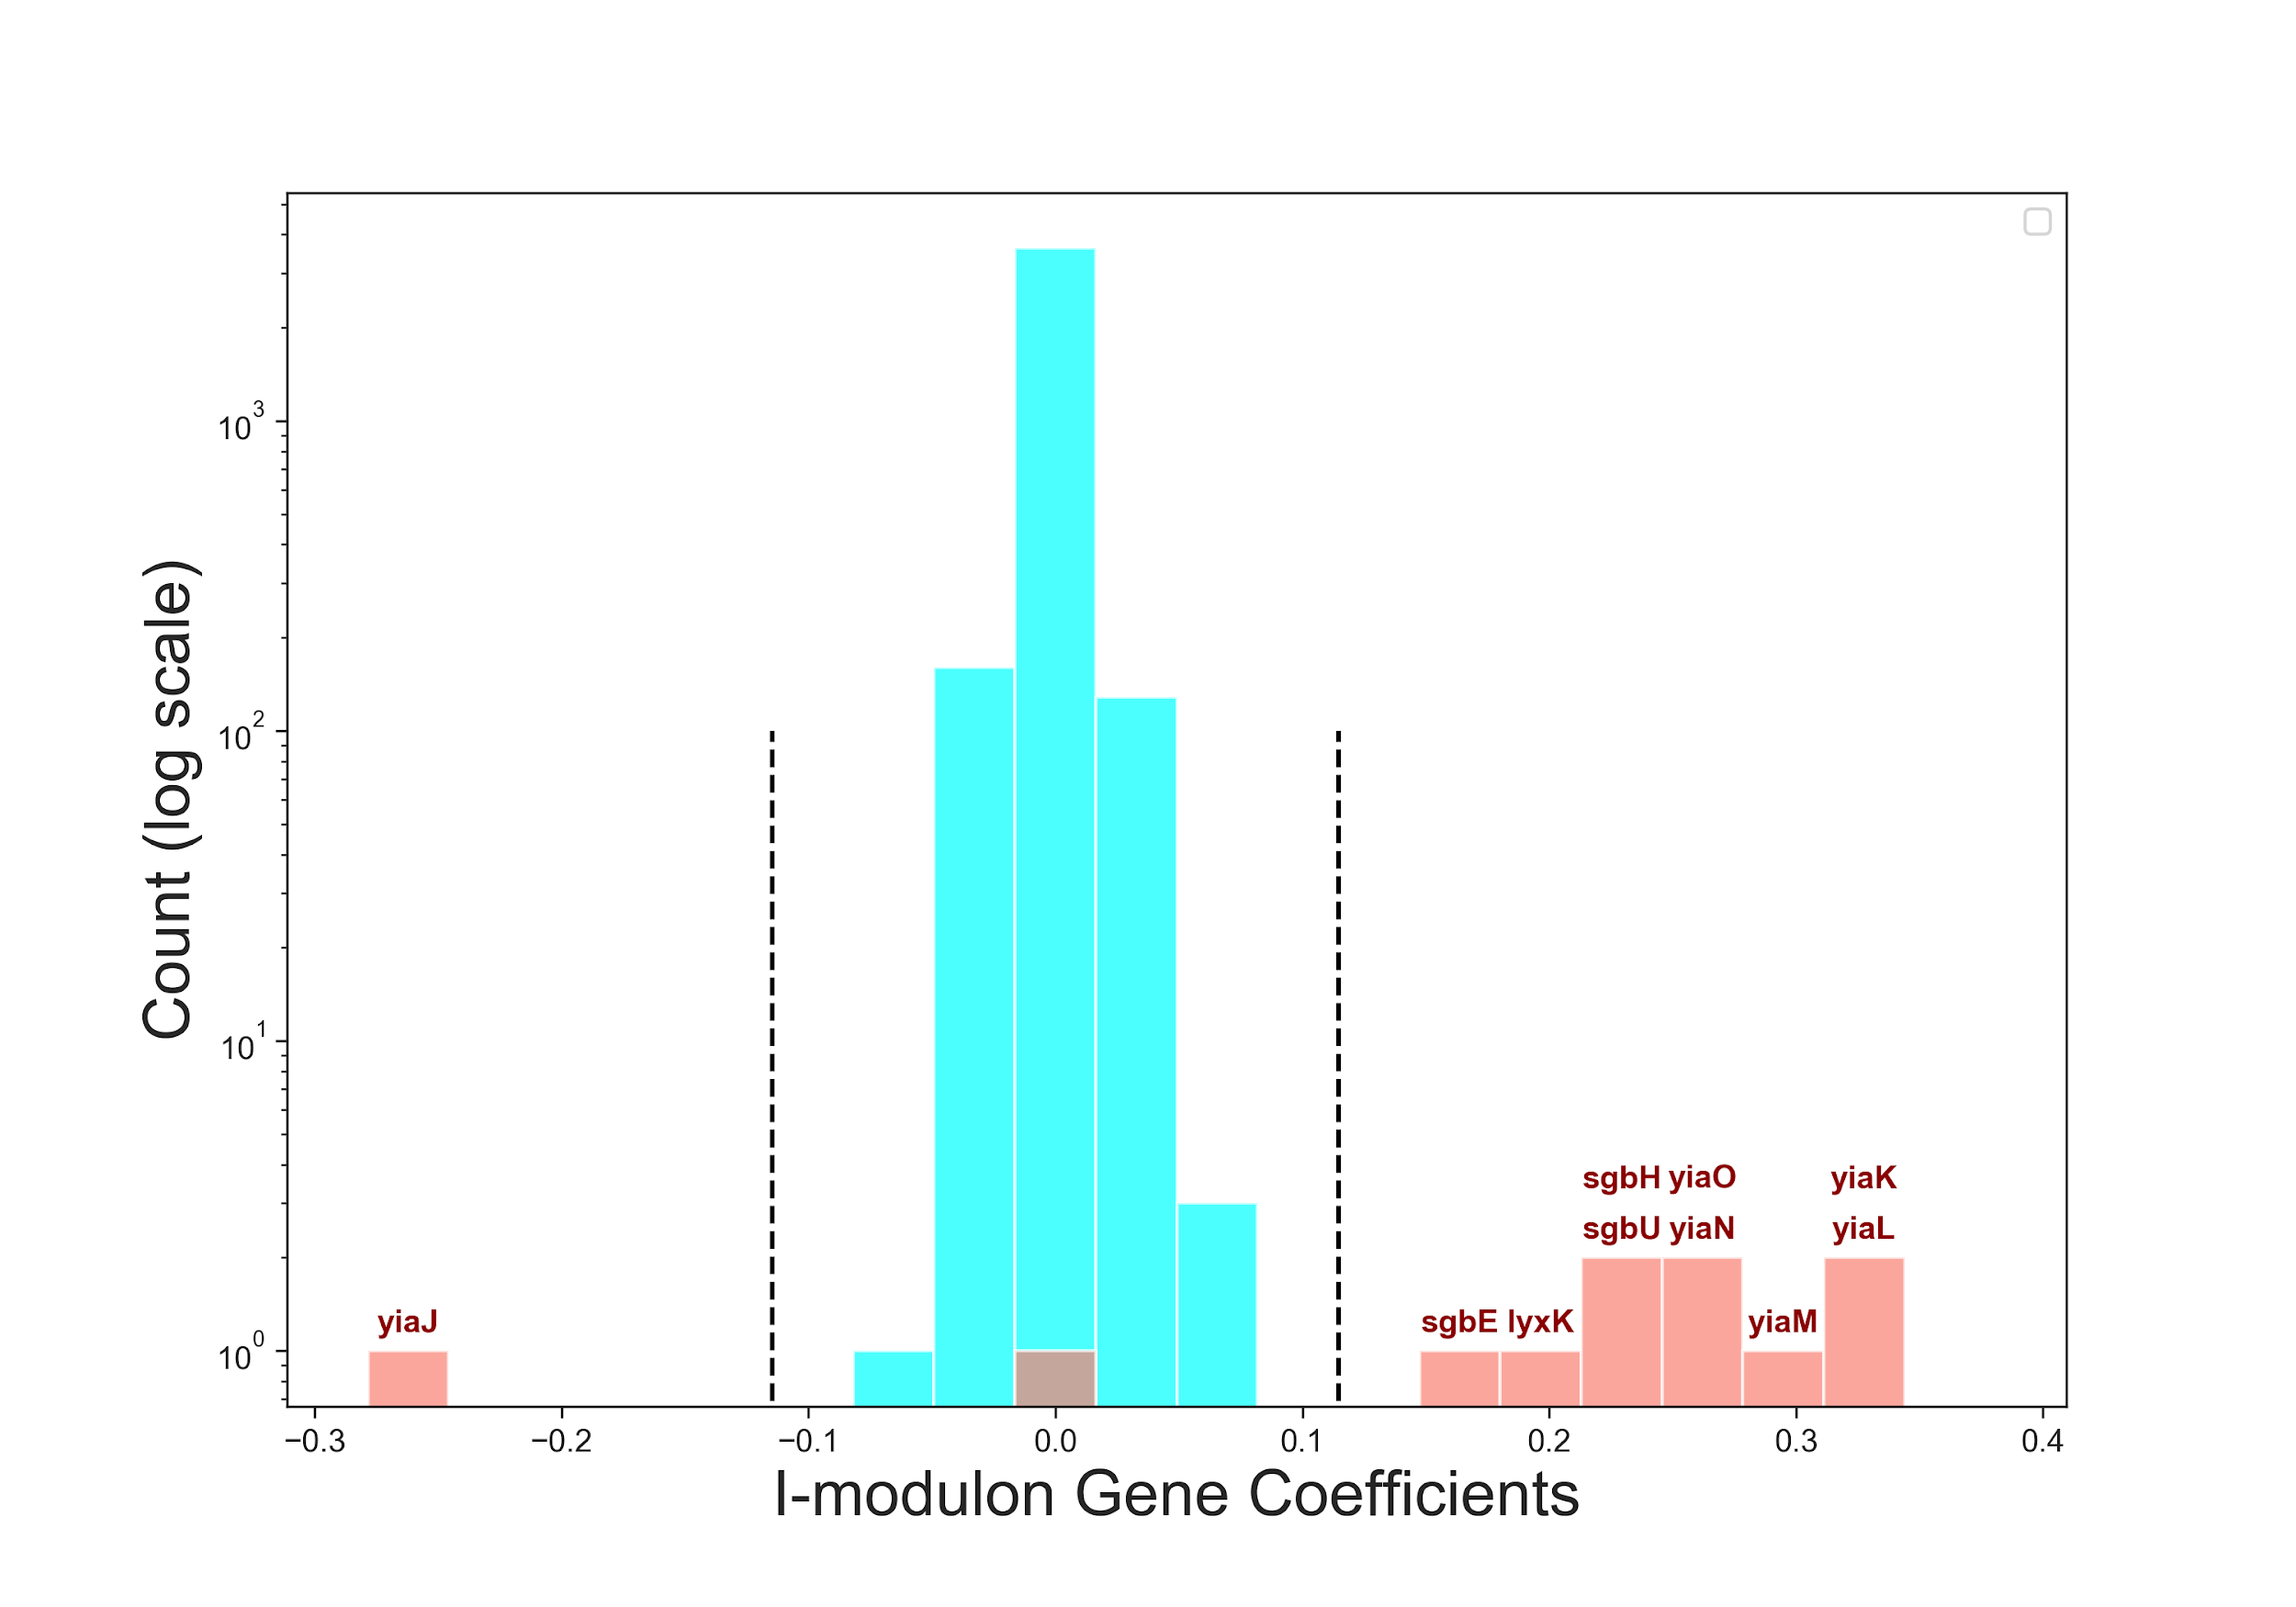 Count (log scale)
10^3
10^2
10^1
10^0
sgbH yiaO yiaK
sgbU yiaN yiaL
yiaJ sgbE lyxK yiaM
−0.3 −0.2 −0.1 0.0 0.1 0.2 0.3 0.4
I-modulon Gene Coefficients